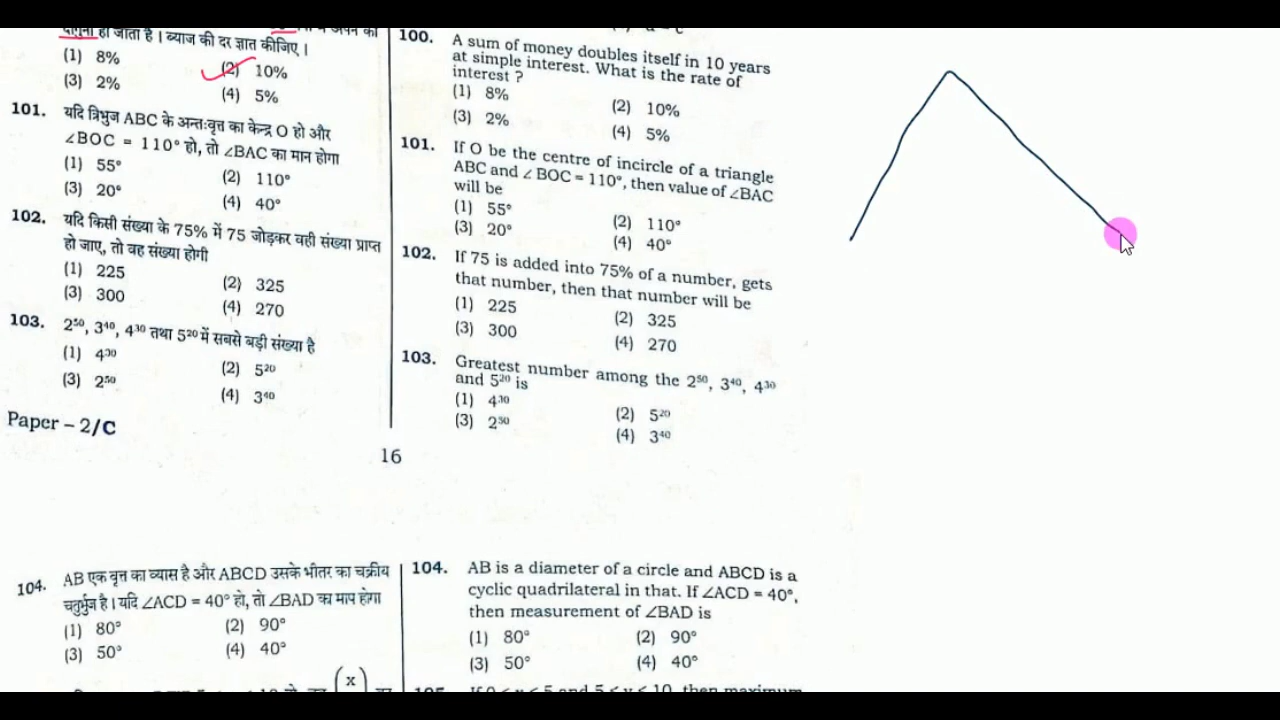 हो जाता है । ब्याज की दर ज्ञात कीजिए ।
(1) 8%
(2) 10%
(3) 2%
(4) 5%
101. यदि त्रिभुज ABC के अन्तःवृत्त का केन्द्र O हो और
∠BOC = 110° हो, तो ∠BAC का मान होगा
(1) 55°
(2) 110°
(3) 20°
(4) 40°
102. यदि किसी संख्या के 75% में 75 जोड़कर वही संख्या प्राप्त
हो जाए, तो वह संख्या होगी
(1) 225
(2) 325
(3) 300
(4) 270
103. 2⁵⁰, 3⁴⁰, 4³⁰ तथा 5²⁰ में सबसे बड़ी संख्या है
(1) 4³⁰
(2) 5²⁰
(3) 2⁵⁰
(4) 3⁴⁰
Paper – 2/C
100. A sum of money doubles itself in 10 years
at simple interest. What is the rate of
interest ?
(1) 8%
(2) 10%
(3) 2%
(4) 5%
101. If O be the centre of incircle of a triangle
ABC and ∠ BOC = 110°, then value of ∠BAC
will be
(1) 55°
(2) 110°
(3) 20°
(4) 40°
102. If 75 is added into 75% of a number, gets
that number, then that number will be
(1) 225
(2) 325
(3) 300
(4) 270
103. Greatest number among the 2⁵⁰, 3⁴⁰, 4³⁰
and 5²⁰ is
(1) 4³⁰
(2) 5²⁰
(3) 2⁵⁰
(4) 3⁴⁰
16
104. AB एक वृत्त का व्यास है और ABCD उसके भीतर का चक्रीय
चतुर्भुज है । यदि ∠ACD = 40° हो, तो ∠BAD का माप होगा
(1) 80°
(2) 90°
(3) 50°
(4) 40°
x
104. AB is a diameter of a circle and ABCD is a
cyclic quadrilateral in that. If ∠ACD = 40°,
then measurement of ∠BAD is
(1) 80°
(2) 90°
(3) 50°
(4) 40°
105. If 0 < x < 5 and 5 < y < 10, then maximum